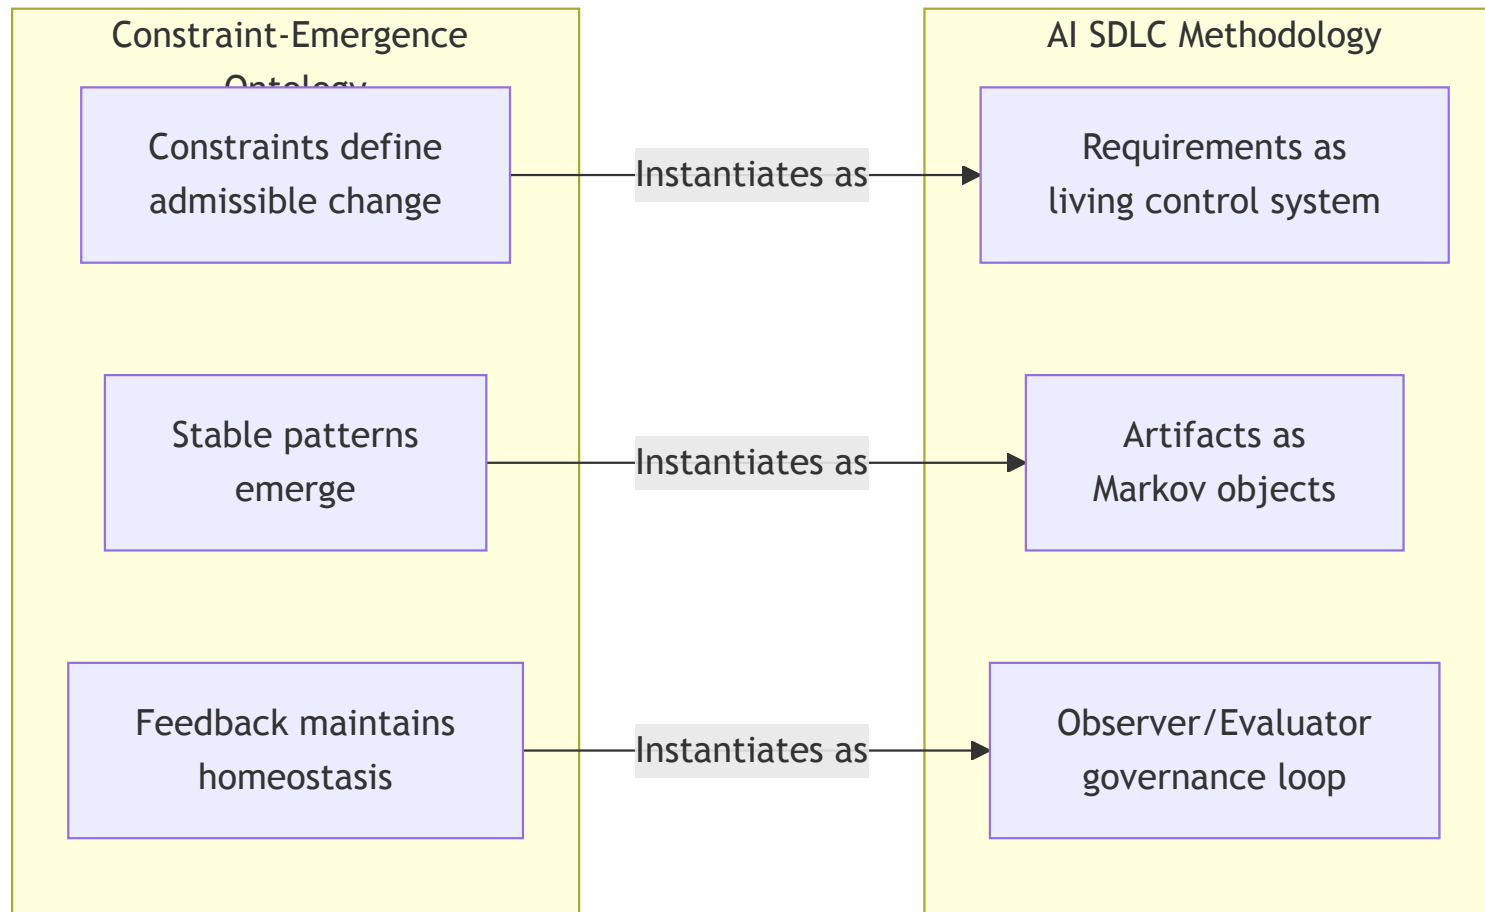 Constraint-Emergence
Ontology
Constraints define
admissible change
Stable patterns
emerge
Feedback maintains
homeostasis
Instantiates as
Instantiates as
Instantiates as
AI SDLC Methodology
Requirements as
living control system
Artifacts as
Markov objects
Observer/Evaluator
governance loop